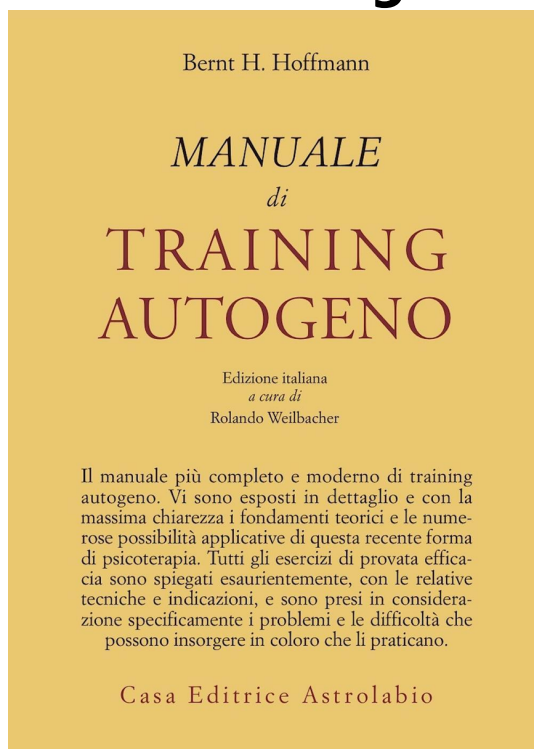 Bernt H. Hoffmann
MANUALE
di
TRAINING
AUTOGENO
Edizione italiana
a cura di
Rolando Weilbacher
Il manuale più completo e moderno di training
autogeno. Vi sono esposti in dettaglio e con la
massima chiarezza i fondamenti teorici e le nume-
rose possibilità applicative di questa recente forma
di psicoterapia. Tutti gli esercizi di provata effica-
cia sono spiegati esaurientemente, con le relative
tecniche e indicazioni, e sono presi in considera-
zione specificamente i problemi e le difficoltà che
possono insorgere in coloro che li praticano.
Casa Editrice Astrolabio